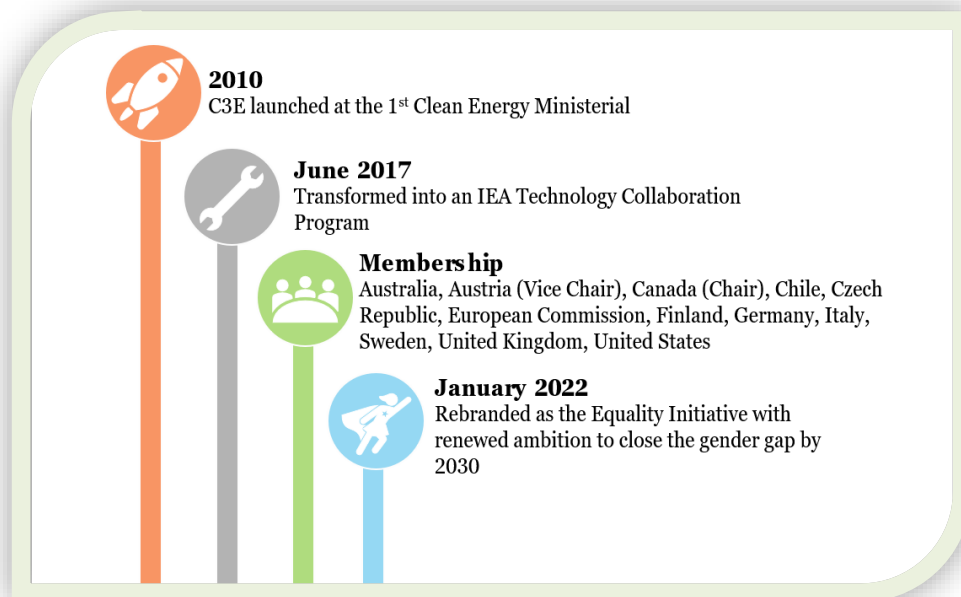 2010
C3E launched at the 1st Clean Energy Ministerial
June 2017
Transformed into an IEA Technology Collaboration
Program
Membership
Australia, Austria (Vice Chair), Canada (Chair), Chile, Czech
Republic, European Commission, Finland, Germany, Italy,
Sweden, United Kingdom, United States
January 2022
Rebranded as the Equality Initiative with
renewed ambition to close the gender gap by
2030